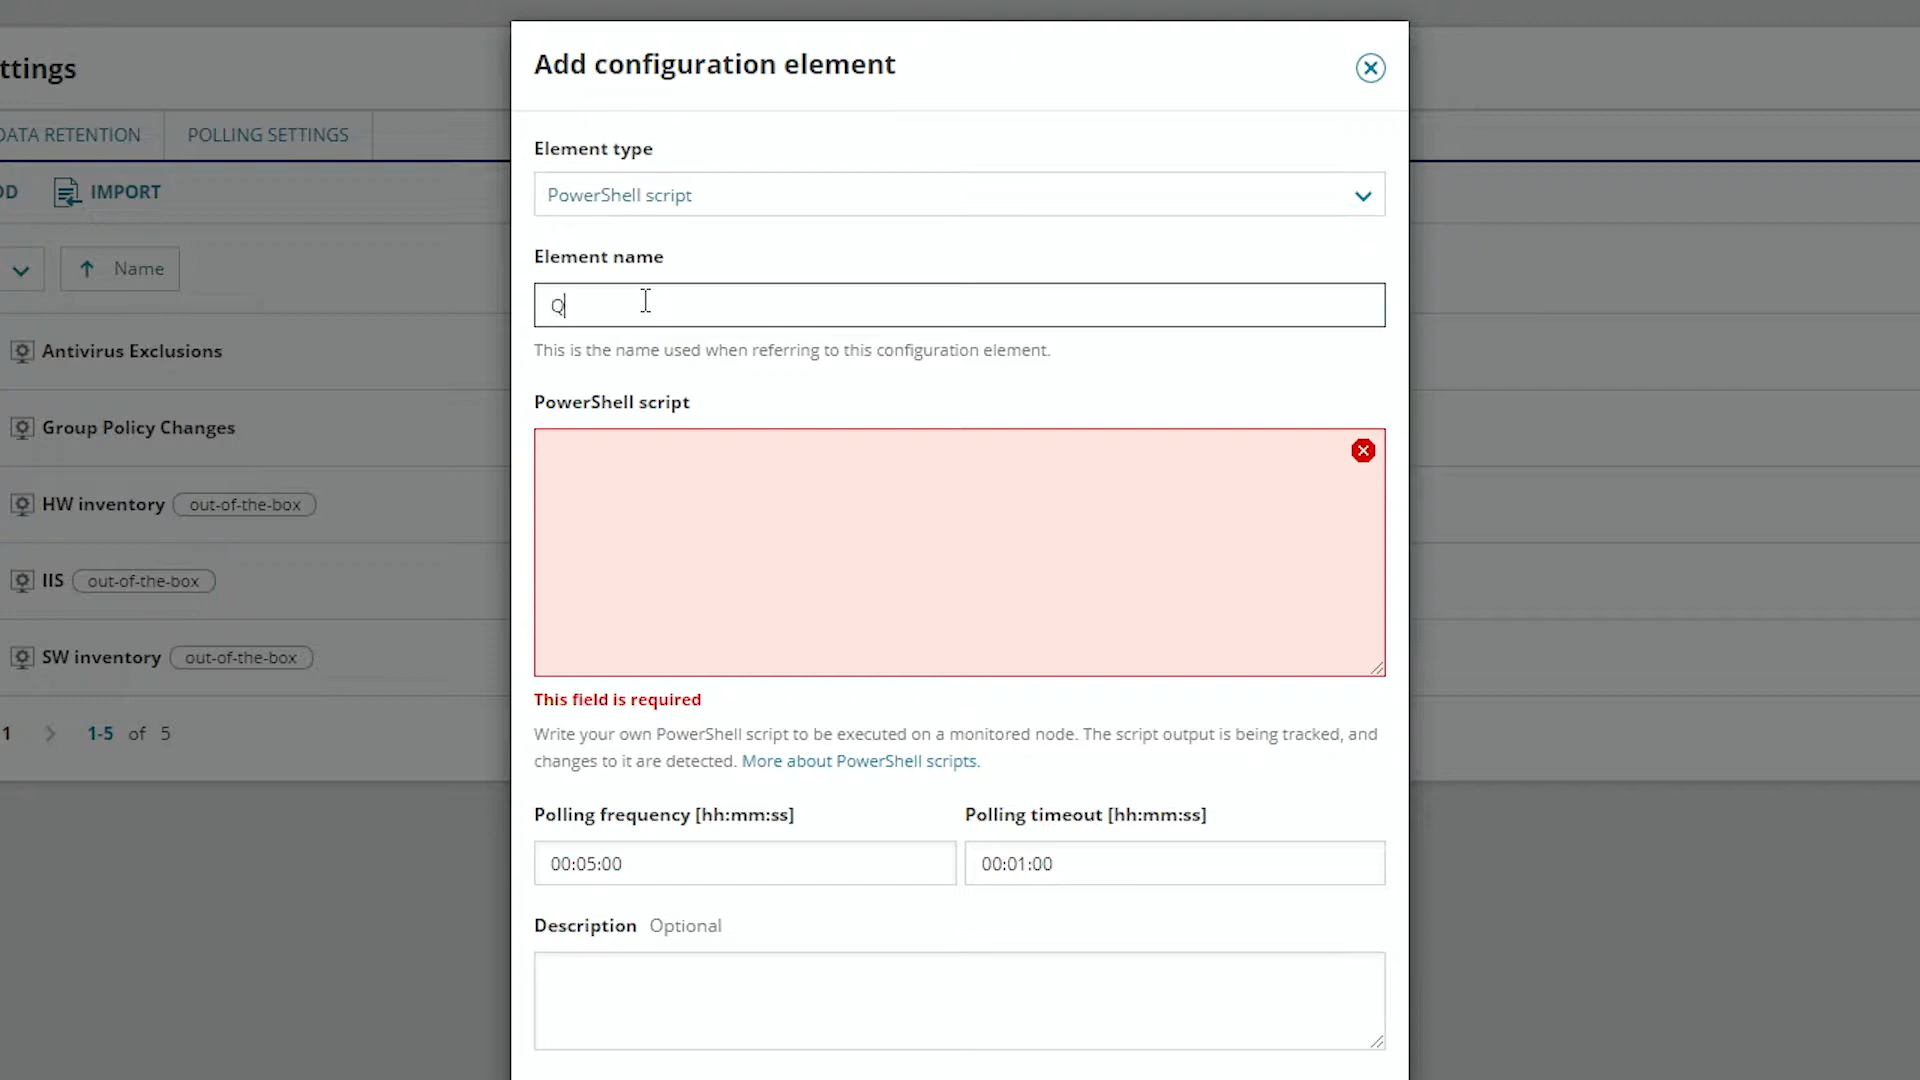 Add configuration element
ttings
DATA RETENTION
POLLING SETTINGS
DD
IMPORT
Name
Antivirus Exclusions
Group Policy Changes
HW inventory out-of-the-box
IIS out-of-the-box
SW inventory out-of-the-box
1 1-5 of 5
Element type
PowerShell script
Element name
Q
This is the name used when referring to this configuration element.
PowerShell script
This field is required
Write your own PowerShell script to be executed on a monitored node. The script output is being tracked, and
changes to it are detected. More about PowerShell scripts.
Polling frequency [hh:mm:ss] Polling timeout [hh:mm:ss]
00:05:00 00:01:00
Description Optional